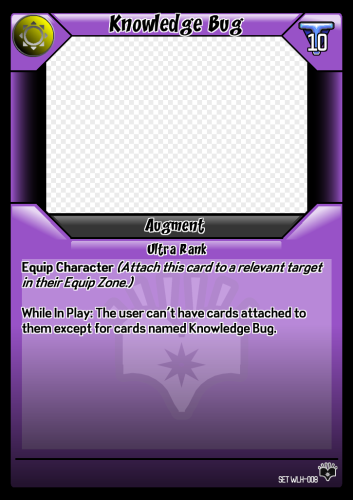 Knowledge Bug
10
Augment
Ultra Rank
Equip Character (Attach this card to a relevant target
in their Equip Zone.)
While In Play: The user can't have cards attached to
them except for cards named Knowledge Bug.
SET WLH-008